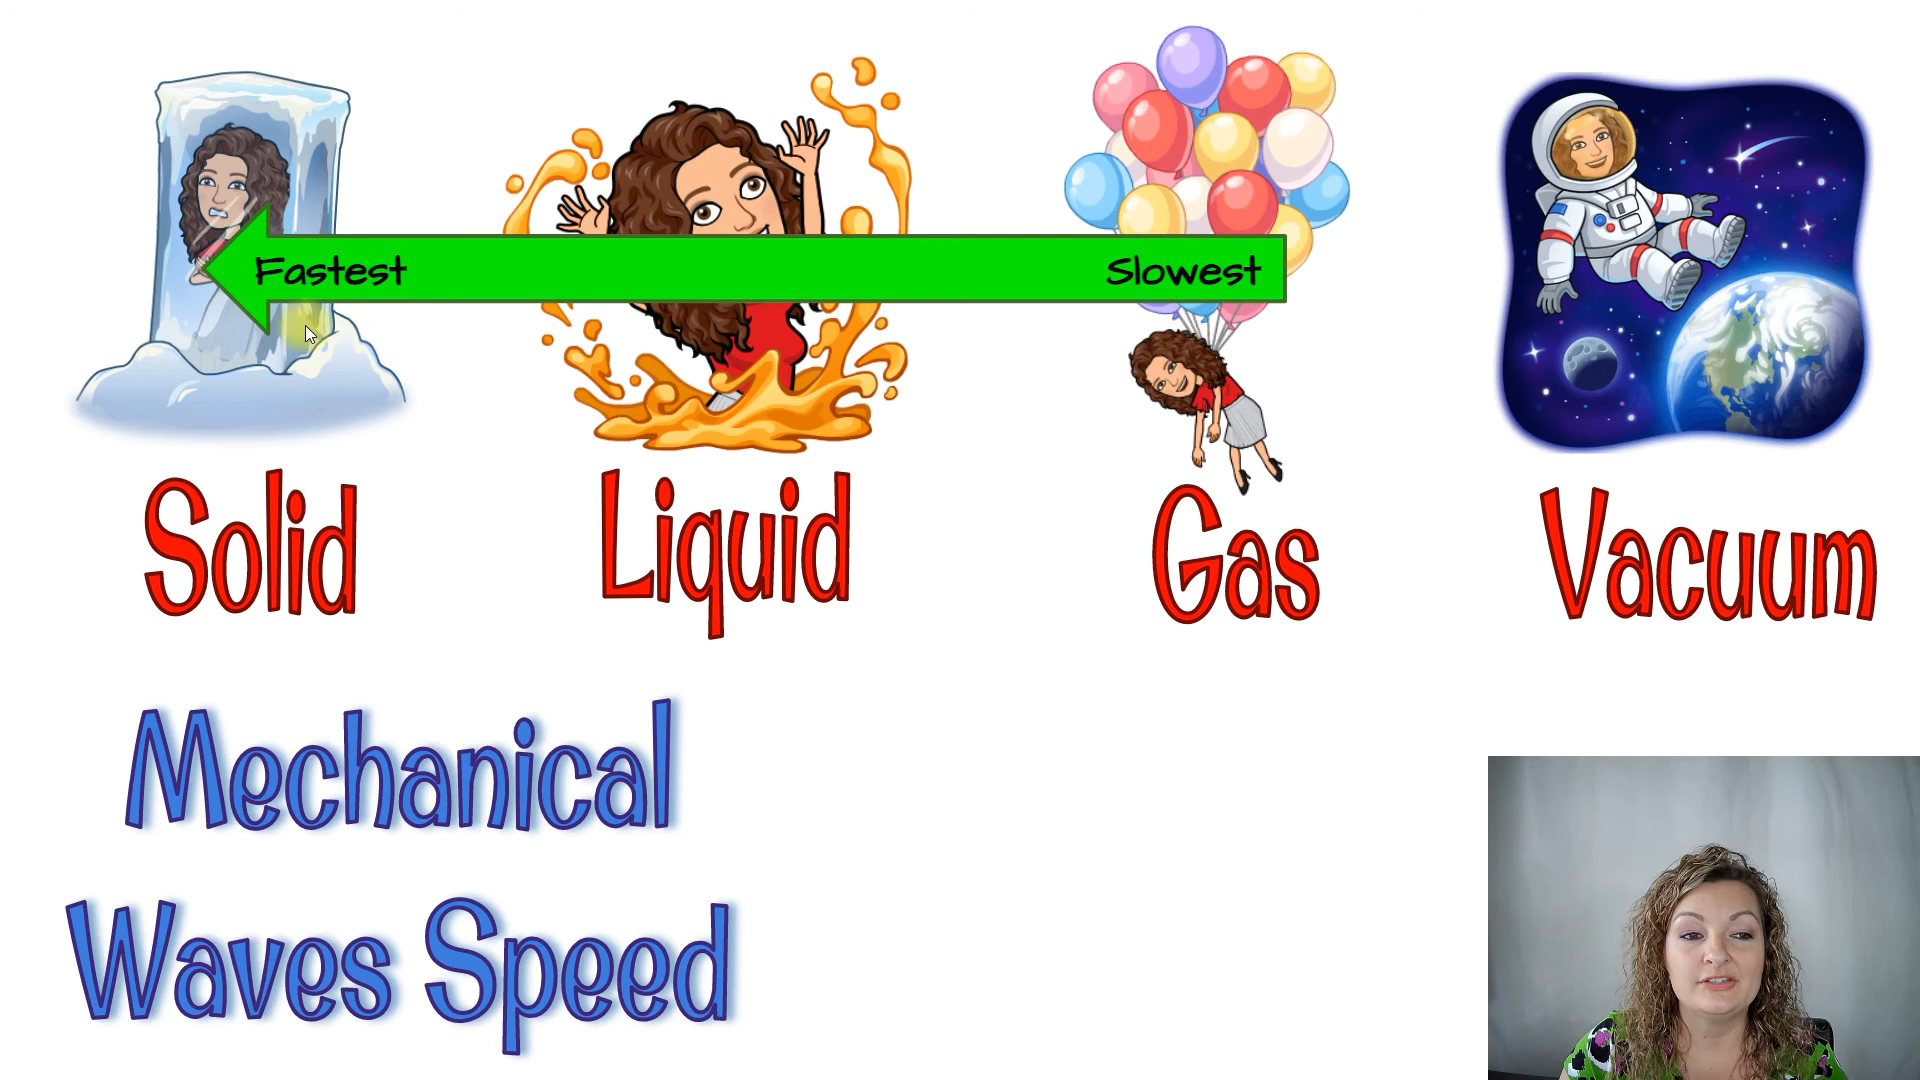 Fastest
Slowest
Solid
Liquid
Gas
Vacuum
Mechanical
Waves Speed